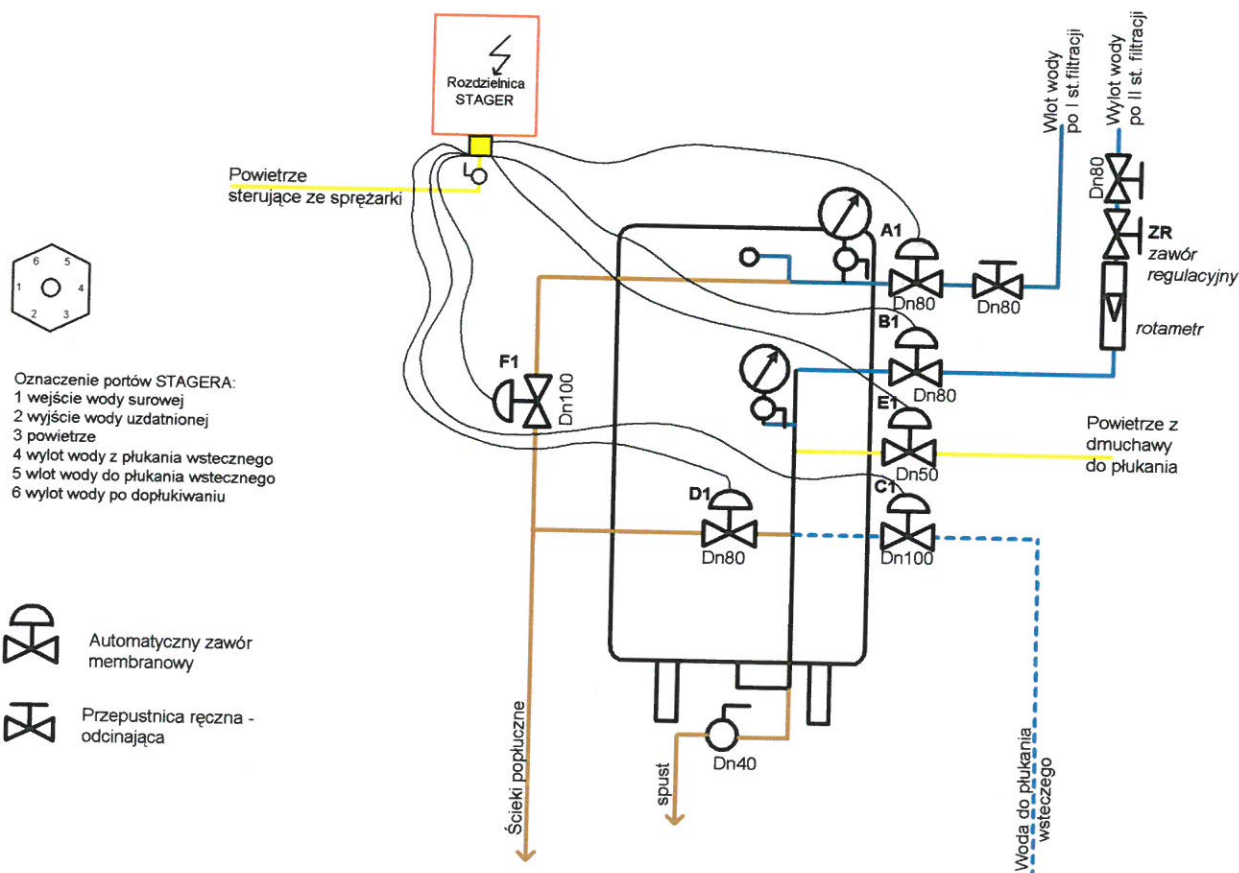 Rozdzielnica
STAGER
Powietrze
sterujące ze sprężarki
Wlot wody
po I st.filtracji
Wylot wody
po II st. filtracji
Dn80
ZR
zawór
regulacyjny
rotametr
A1
Dn80
Dn80
B1
Dn80
E1
Dn50
Powietrze z
dmuchawy
do płukania
C1
Dn100
F1
Dn100
D1
Dn80
6 5
1 4
2 3
Oznaczenie portów STAGERA:
1 wejście wody surowej
2 wyjście wody uzdatnionej
3 powietrze
4 wylot wody z płukania wstecznego
5 wlot wody do płukania wstecznego
6 wylot wody po dopłukiwaniu
Automatyczny zawór
membranowy
Przepustnica ręczna -
odcinająca
Ścieki popłuczne
spust
Dn40
Woda do płukania
wsteczego